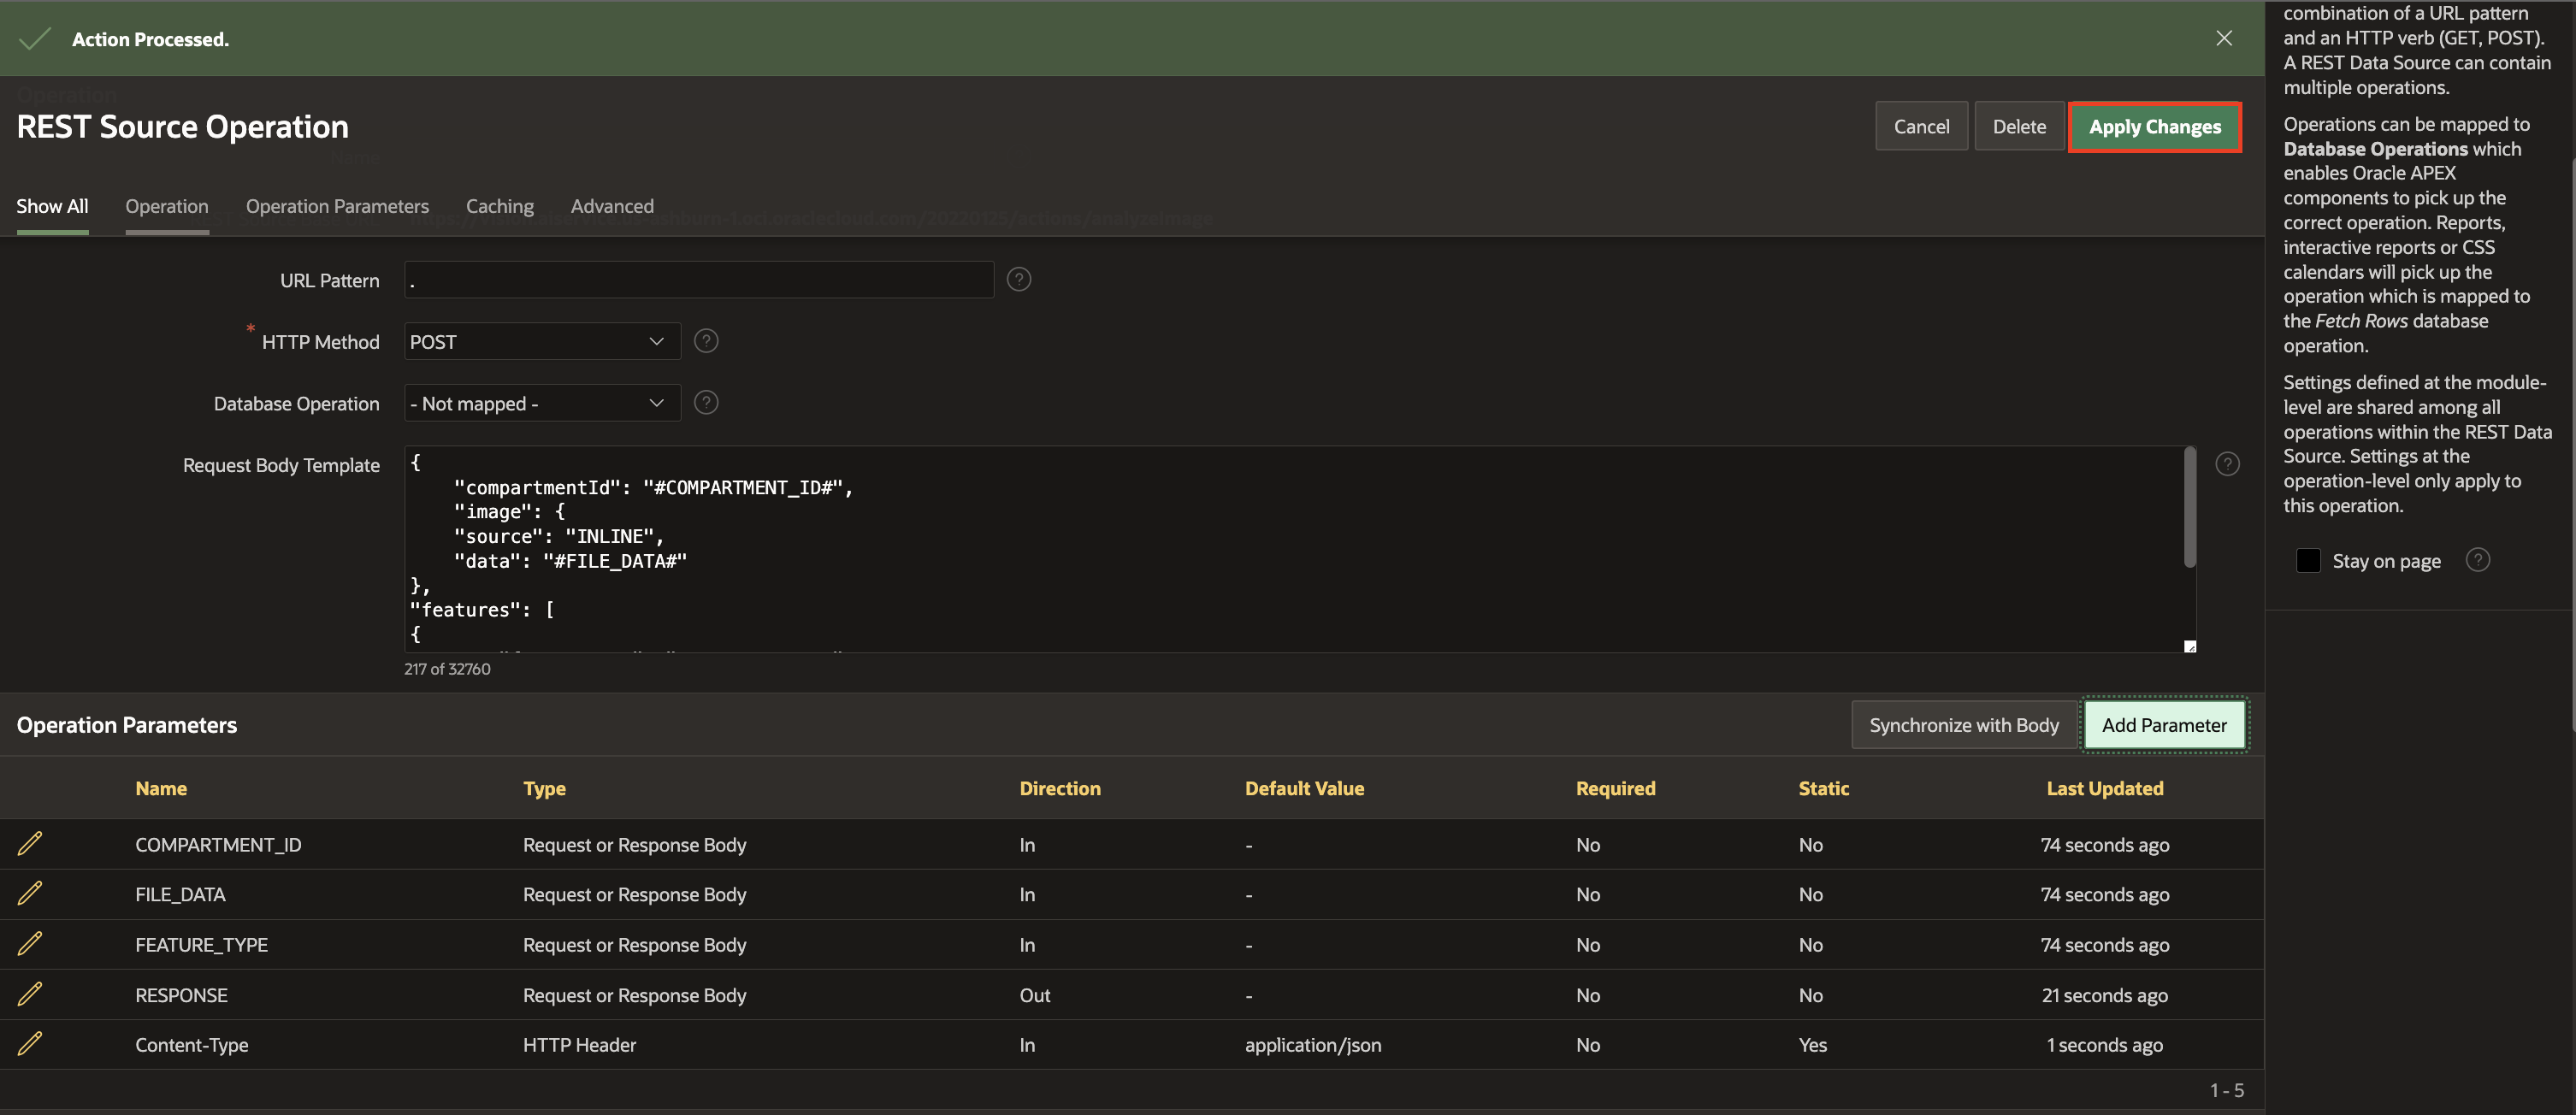 Action Processed.
Operation
REST Source Operation
Cancel
Delete
Apply Changes
Name
Show All
Operation
Operation Parameters
Caching
Advanced
URL Pattern
.
* HTTP Method
POST
Database Operation
- Not mapped -
Request Body Template
{
"compartmentId": "#COMPARTMENT_ID#",
"image": {
"source": "INLINE",
"data": "#FILE_DATA#"
},
"features": [
{
217 of 32760
Operation Parameters
Synchronize with Body
Add Parameter
Name Type Direction Default Value Required Static Last Updated
COMPARTMENT_ID Request or Response Body In - No No 74 seconds ago
FILE_DATA Request or Response Body In - No No 74 seconds ago
FEATURE_TYPE Request or Response Body In - No No 74 seconds ago
RESPONSE Request or Response Body Out - No No 21 seconds ago
Content-Type HTTP Header In application/json No Yes 1 seconds ago
1 - 5
combination of a URL pattern
and an HTTP verb (GET, POST).
A REST Data Source can contain
multiple operations.
Operations can be mapped to
Database Operations which
enables Oracle APEX
components to pick up the
correct operation. Reports,
interactive reports or CSS
calendars will pick up the
operation which is mapped to
the Fetch Rows database
operation.
Settings defined at the module-
level are shared among all
operations within the REST Data
Source. Settings at the
operation-level only apply to
this operation.
Stay on page